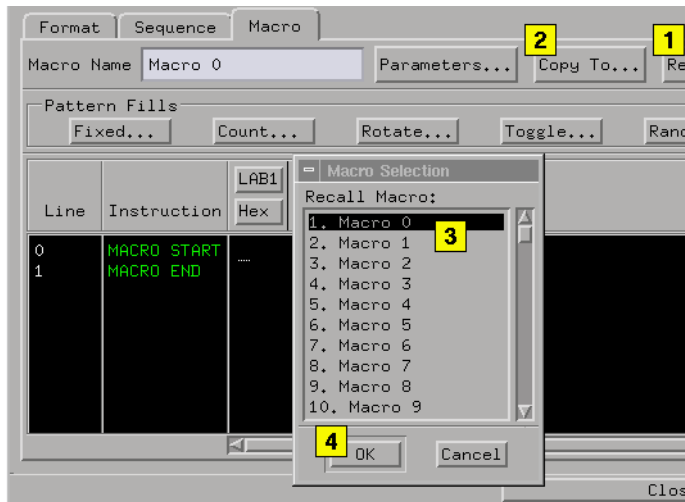 Format Sequence Macro
2 1
Macro Name Macro 0 Parameters... Copy To... Re
Pattern Fills
Fixed... Count... Rotate... Toggle... Rand
Macro Selection
LAB1
Recall Macro:
Line Instruction Hex
1. Macro 0
3
2. Macro 1
0 MACRO START
3. Macro 2
1 MACRO END
4. Macro 3
5. Macro 4
6. Macro 5
7. Macro 6
8. Macro 7
9. Macro 8
10. Macro 9
4
OK Cancel
Clos